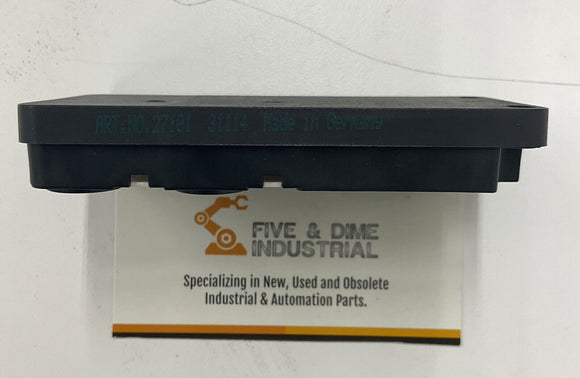 ART.NO.27101 31114 Made in Germany
FIVE & DIME
INDUSTRIAL
Specializing in New, Used and Obsolete
Industrial & Automation Parts.